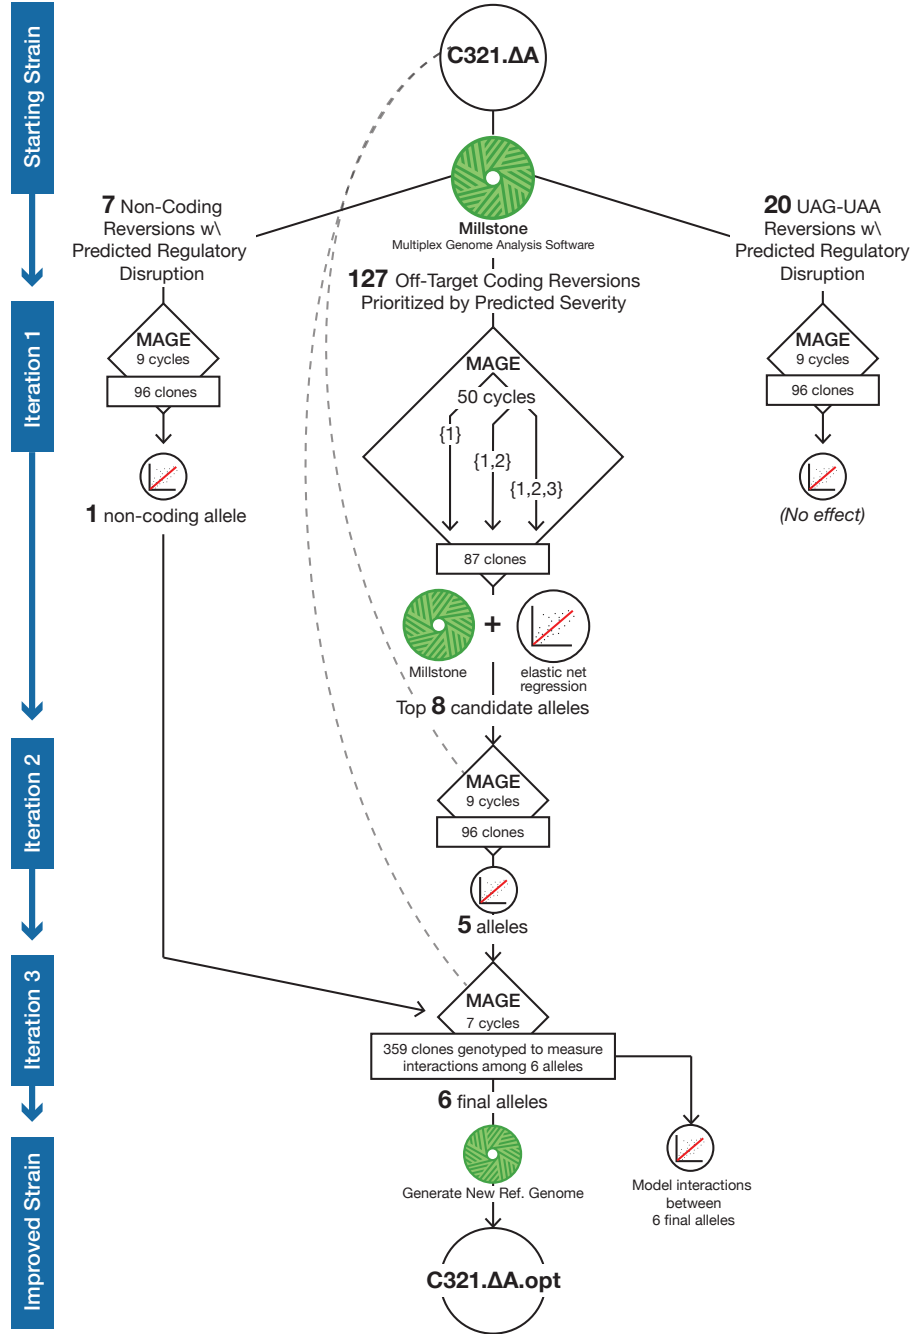 C321.ΔA
Starting Strain
7 Non-Coding
Reversions w\
Predicted Regulatory
Disruption
Millstone
Multiplex Genome Analysis Software
20 UAG-UAA
Reversions w\
Predicted Regulatory
Disruption
127 Off-Target Coding Reversions
Prioritized by Predicted Severity
Iteration 1
MAGE
9 cycles
96 clones
1 non-coding allele
MAGE
50 cycles
{1}
{1,2}
{1,2,3}
87 clones
MAGE
9 cycles
96 clones
(No effect)
+
Millstone
elastic net
regression
Top 8 candidate alleles
Iteration 2
MAGE
9 cycles
96 clones
5 alleles
Iteration 3
MAGE
7 cycles
359 clones genotyped to measure
interactions among 6 alleles
6 final alleles
Model interactions
between
6 final alleles
Improved Strain
Generate New Ref. Genome
C321.ΔA.opt